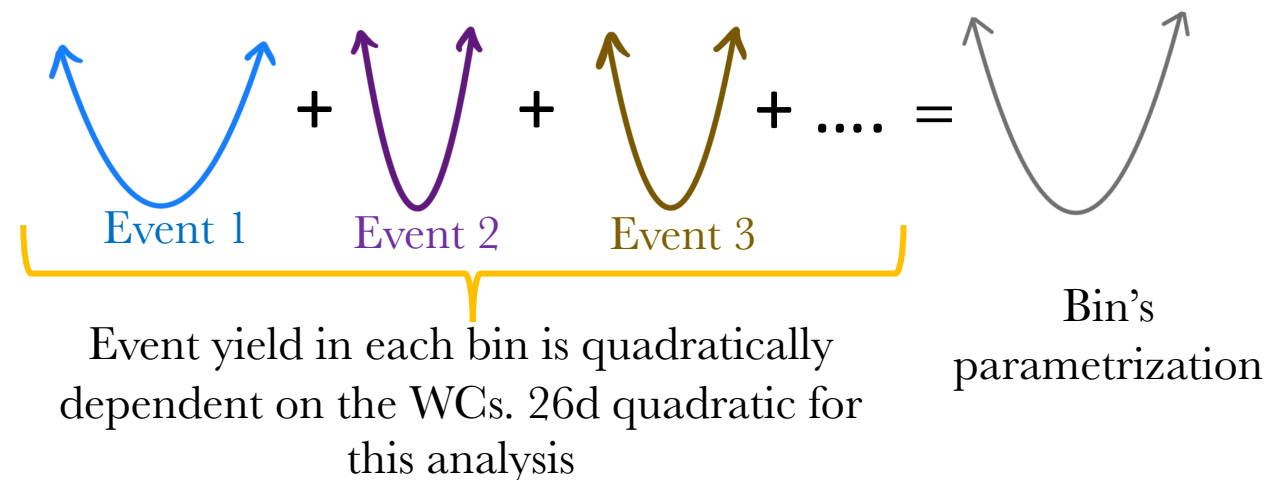 + + + .... =
Event 1 Event 2 Event 3
Event yield in each bin is quadratically
dependent on the WCs. 26d quadratic for
this analysis
Bin's
parametrization